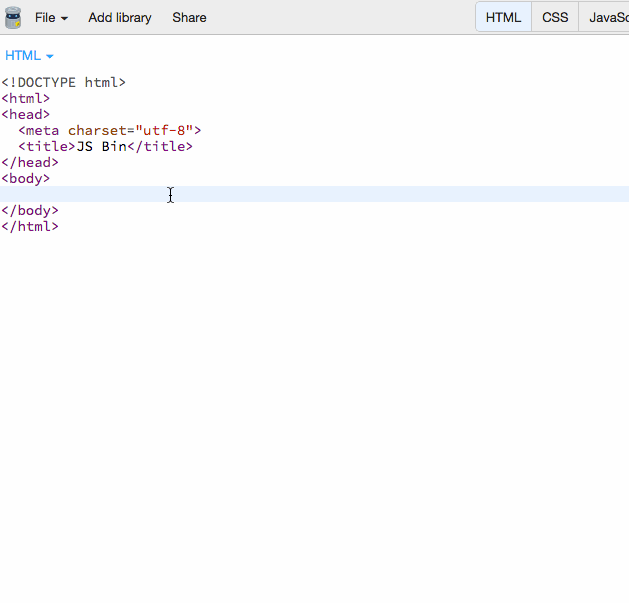 File Add library Share HTML CSS
HTML
<!DOCTYPE html>
<html>
<head>
  <meta charset="utf-8">
  <title>JS Bin</title>
</head>
<body>
</body>
</html>